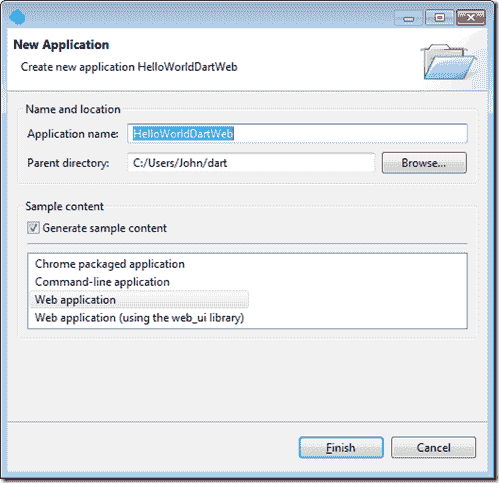 New Application
Create new application HelloWorldDartWeb
Name and location
Application name: HelloWorldDartWeb
Parent directory: C:/Users/John/dart Browse...
Sample content
Generate sample content
Chrome packaged application
Command-line application
Web application
Web application (using the web_ui library)
Finish Cancel